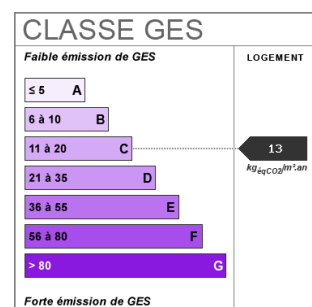 CLASSE GES
Faible émission de GES
LOGEMENT
≤ 5 A
6 à 10 B
11 à 20 C
13
kgéqCO2/m².an
21 à 35 D
36 à 55 E
56 à 80 F
> 80 G
Forte émission de GES